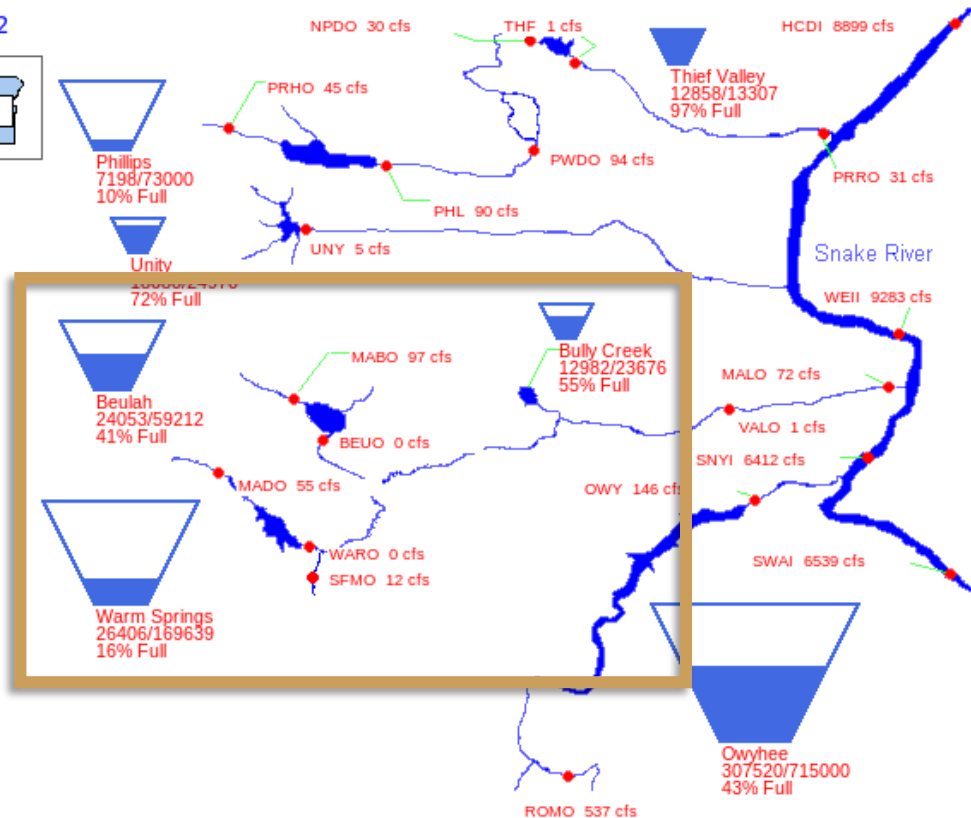 2
NPDO 30 cfs
THF 1 cfs
HCDI 8899 cfs
Thief Valley
12858/13307
97% Full
PRHO 45 cfs
Phillips
7198/73000
10% Full
PWDO 94 cfs
PRRO 31 cfs
PHL 90 cfs
UNY 5 cfs
Snake River
Unity
72% Full
WEII 9283 cfs
Bully Creek
12982/23676
55% Full
MABO 97 cfs
MALO 72 cfs
Beulah
24053/59212
41% Full
VALO 1 cfs
BEUO 0 cfs
SNYI 6412 cfs
MADO 55 cfs
OWY 146 cfs
WARO 0 cfs
SWAI 6539 cfs
SFMO 12 cfs
Warm Springs
26406/169639
16% Full
Owyhee
307520/715000
43% Full
ROMO 537 cfs